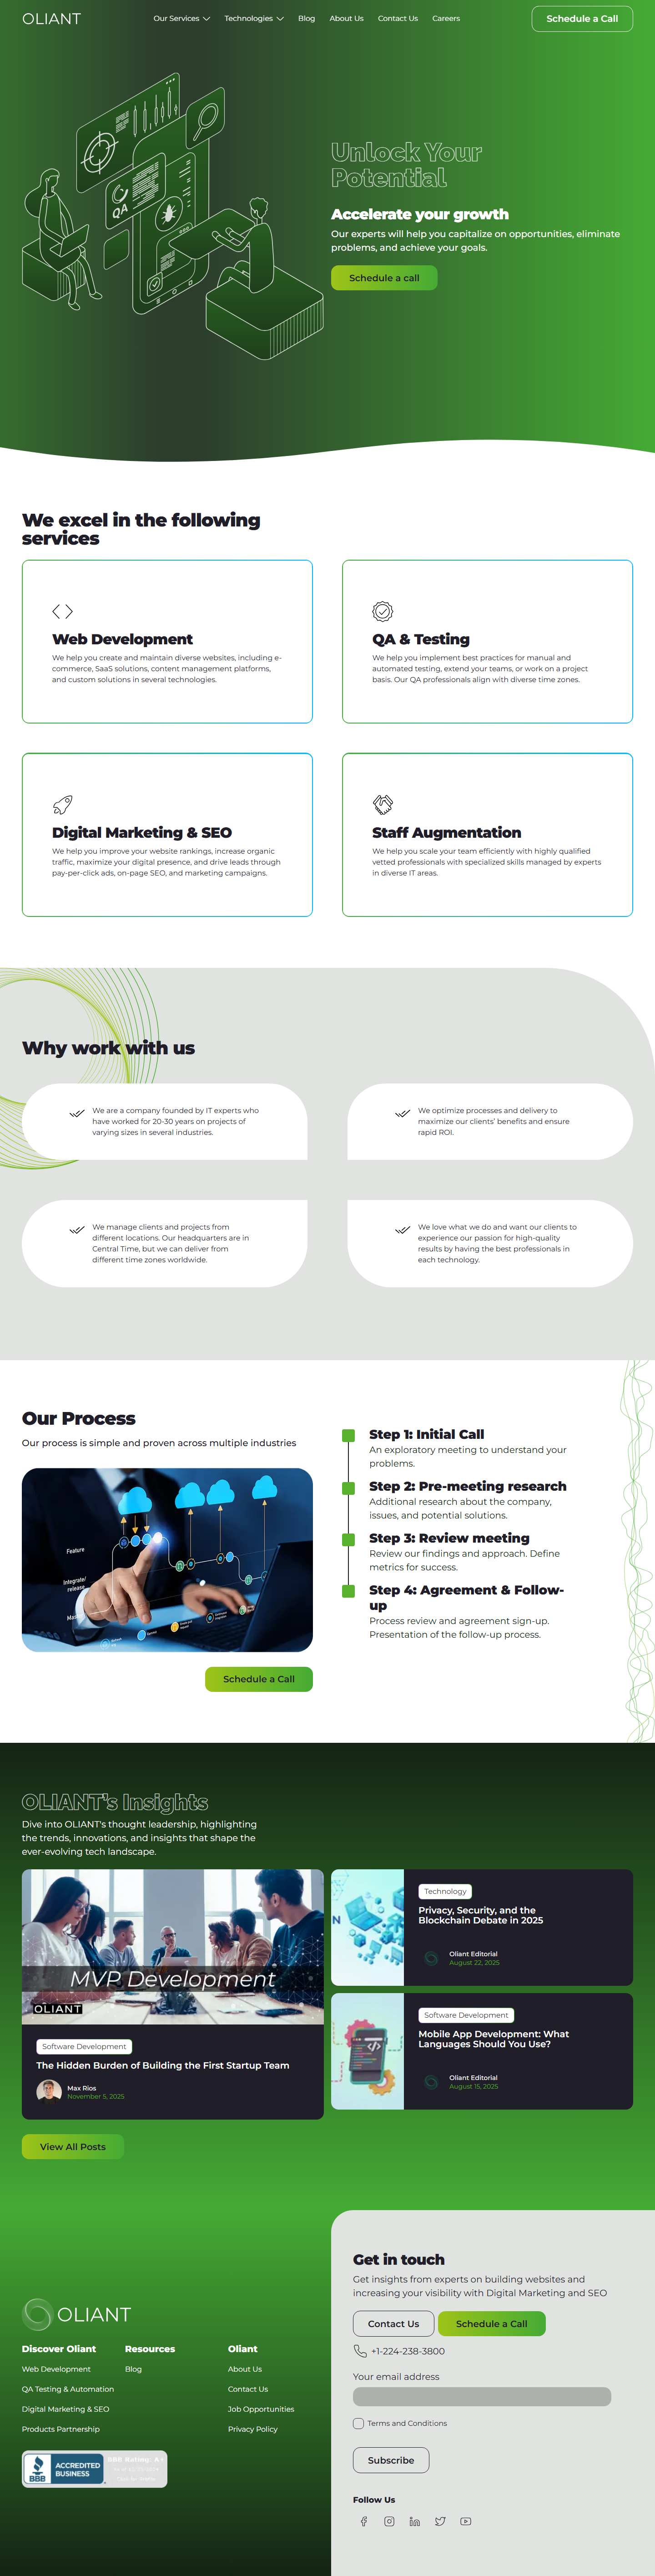 OLIANT
Our Services
Technologies
Blog
About Us
Contact Us
Careers
Schedule a Call
QA
Unlock Your
Potential
Accelerate your growth
Our experts will help you capitalize on opportunities, eliminate
problems, and achieve your goals.
Schedule a call
We excel in the following
services
Web Development
We help you create and maintain diverse websites, including e-
commerce, SaaS solutions, content management platforms,
and custom solutions in several technologies.
QA & Testing
We help you implement best practices for manual and
automated testing, extend your teams, or work on a project
basis. Our QA professionals align with diverse time zones.
Digital Marketing & SEO
We help you improve your website rankings, increase organic
traffic, maximize your digital presence, and drive leads through
pay-per-click ads, on-page SEO, and marketing campaigns.
Staff Augmentation
We help you scale your team efficiently with highly qualified
vetted professionals with specialized skills managed by experts
in diverse IT areas.
Why work with us
We are a company founded by IT experts who
have worked for 20-30 years on projects of
varying sizes in several industries.
We optimize processes and delivery to
maximize our clients' benefits and ensure
rapid ROI.
We manage clients and projects from
different locations. Our headquarters are in
Central Time, but we can deliver from
different time zones worldwide.
We love what we do and want our clients to
experience our passion for high-quality
results by having the best professionals in
each technology.
Our Process
Our process is simple and proven across multiple industries
Feature
Integrate/
release
Schedule a Call
Step 1: Initial Call
An exploratory meeting to understand your
problems.
Step 2: Pre-meeting research
Additional research about the company,
issues, and potential solutions.
Step 3: Review meeting
Review our findings and approach. Define
metrics for success.
Step 4: Agreement & Follow-
up
Process review and agreement sign-up.
Presentation of the follow-up process.
OLIANT's Insights
Dive into OLIANT's thought leadership, highlighting
the trends, innovations, and insights that shape the
ever-evolving tech landscape.
MVP Development
OLIANT
Software Development
The Hidden Burden of Building the First Startup Team
Max Rios
November 5, 2025
Technology
Privacy, Security, and the
Blockchain Debate in 2025
Oliant Editorial
August 22, 2025
Software Development
Mobile App Development: What
Languages Should You Use?
Oliant Editorial
August 15, 2025
View All Posts
OLIANT
Discover Oliant
Web Development
QA Testing & Automation
Digital Marketing & SEO
Products Partnership
Resources
Blog
Oliant
About Us
Contact Us
Job Opportunities
Privacy Policy
BBB
ACCREDITED
BUSINESS
BBB Rating: A+
Get in touch
Get insights from experts on building websites and
increasing your visibility with Digital Marketing and SEO
Contact Us
Schedule a Call
+1-224-238-3800
Your email address
Terms and Conditions
Subscribe
Follow Us